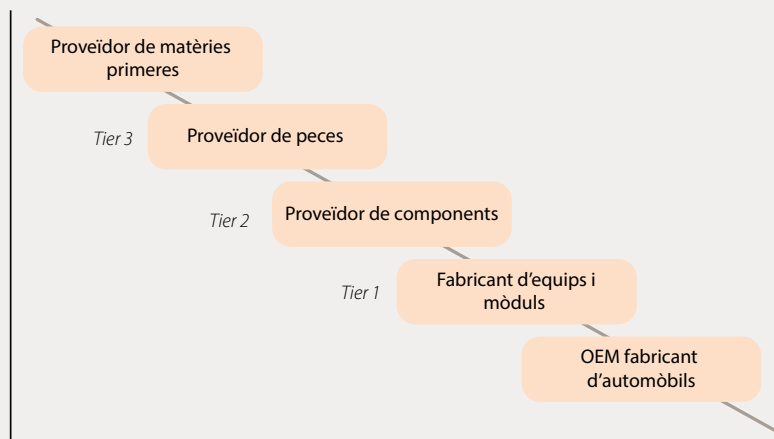 Proveïdor de matèries
primeres
Tier 3
Proveïdor de peces
Tier 2
Proveïdor de components
Tier 1
Fabricant d’equips i
mòduls
OEM fabricant
d’automòbils